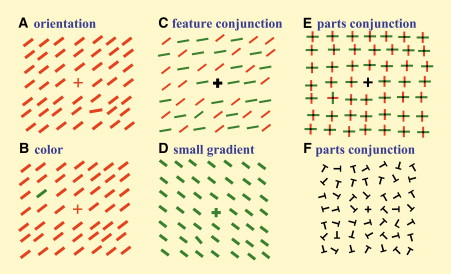 A orientation
C feature conjunction
E parts conjunction
B color
D small gradient
F parts conjunction